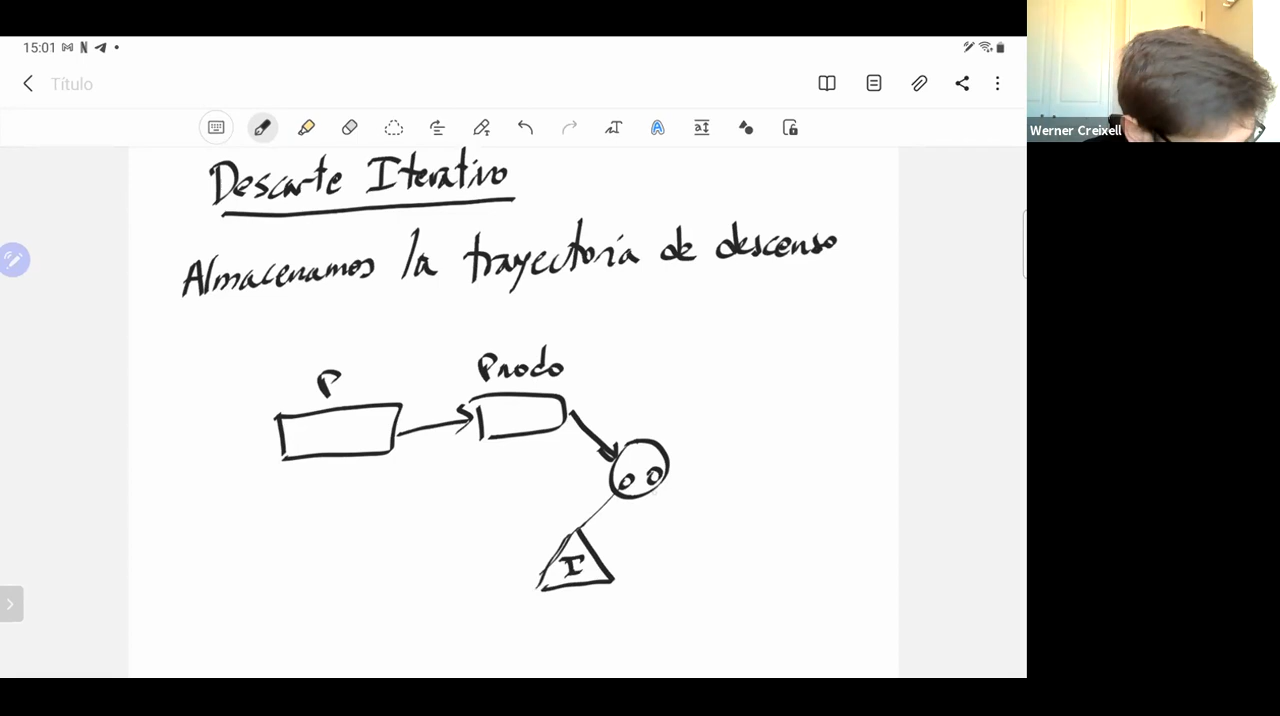 15:01
Título
Werner Creixell
Descarte Iterativo
Almacenamos la trayectoria de descenso
P
Pnodo
I